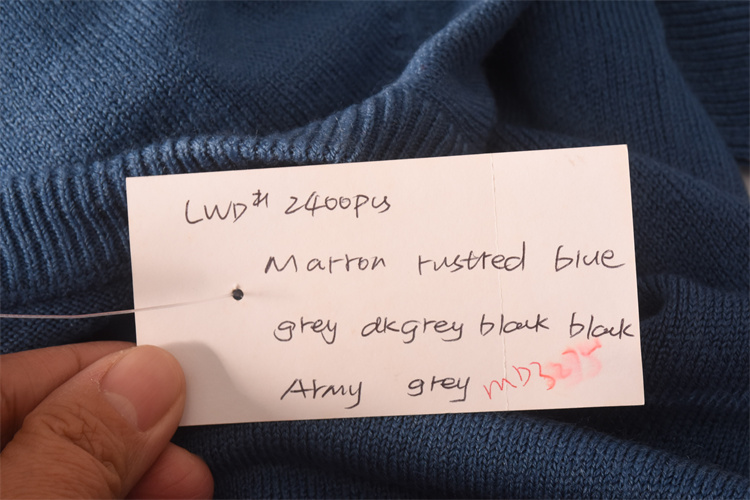 LWD# 2400pcs
Marron rustred blue
grey dkgrey black black
Army grey MD3275